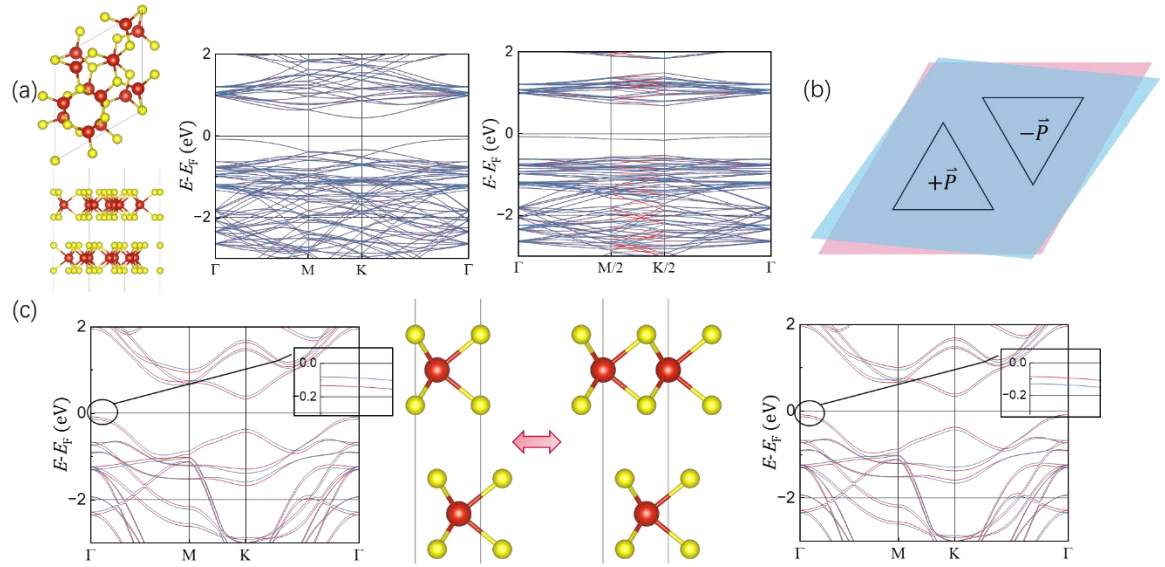 (a)
E-E_F (eV)
2
0
−2
Γ
M
K
Γ
E-E_F (eV)
2
0
−2
Γ
M/2
K/2
Γ
(b)
+P⃗
−P⃗
(c)
E-E_F (eV)
2
0
−2
Γ
M
K
Γ
0.0
−0.2
E-E_F (eV)
2
0
−2
Γ
M
K
Γ
0.0
−0.2